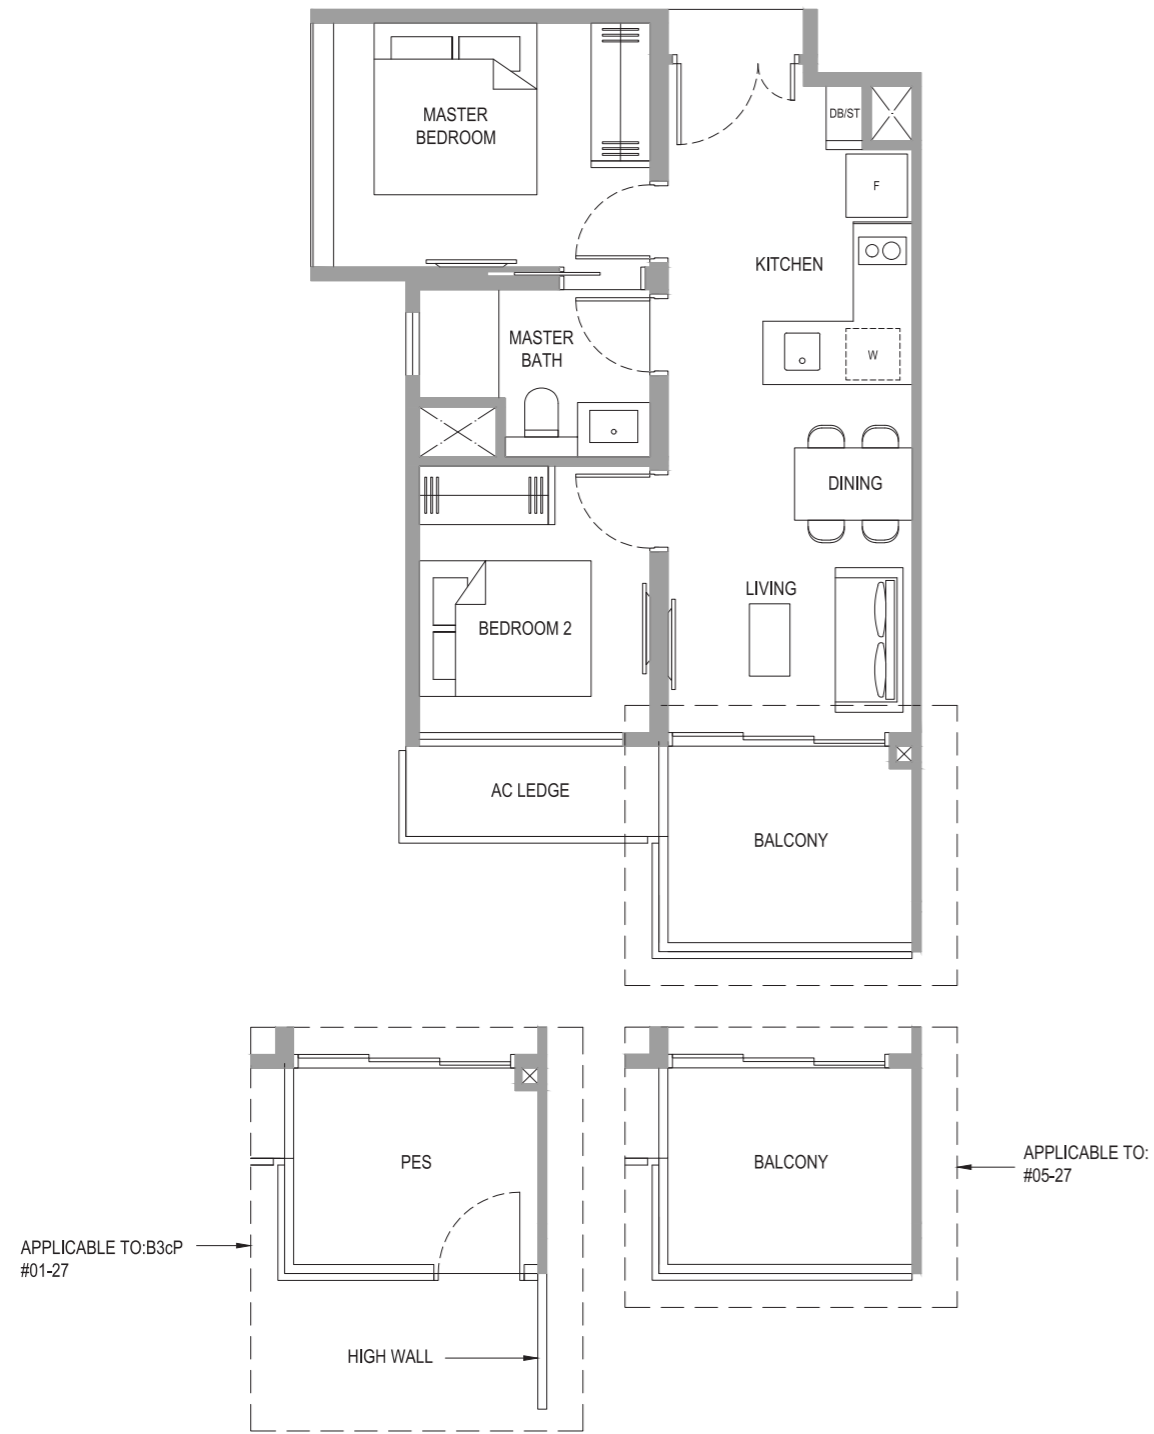 MASTER
BEDROOM
DB/ST
F
KITCHEN
MASTER
BATH
W
DINING
LIVING
BEDROOM 2
AC LEDGE
BALCONY
PES
BALCONY
APPLICABLE TO:
#05-27
APPLICABLE TO:B3cP
#01-27
HIGH WALL